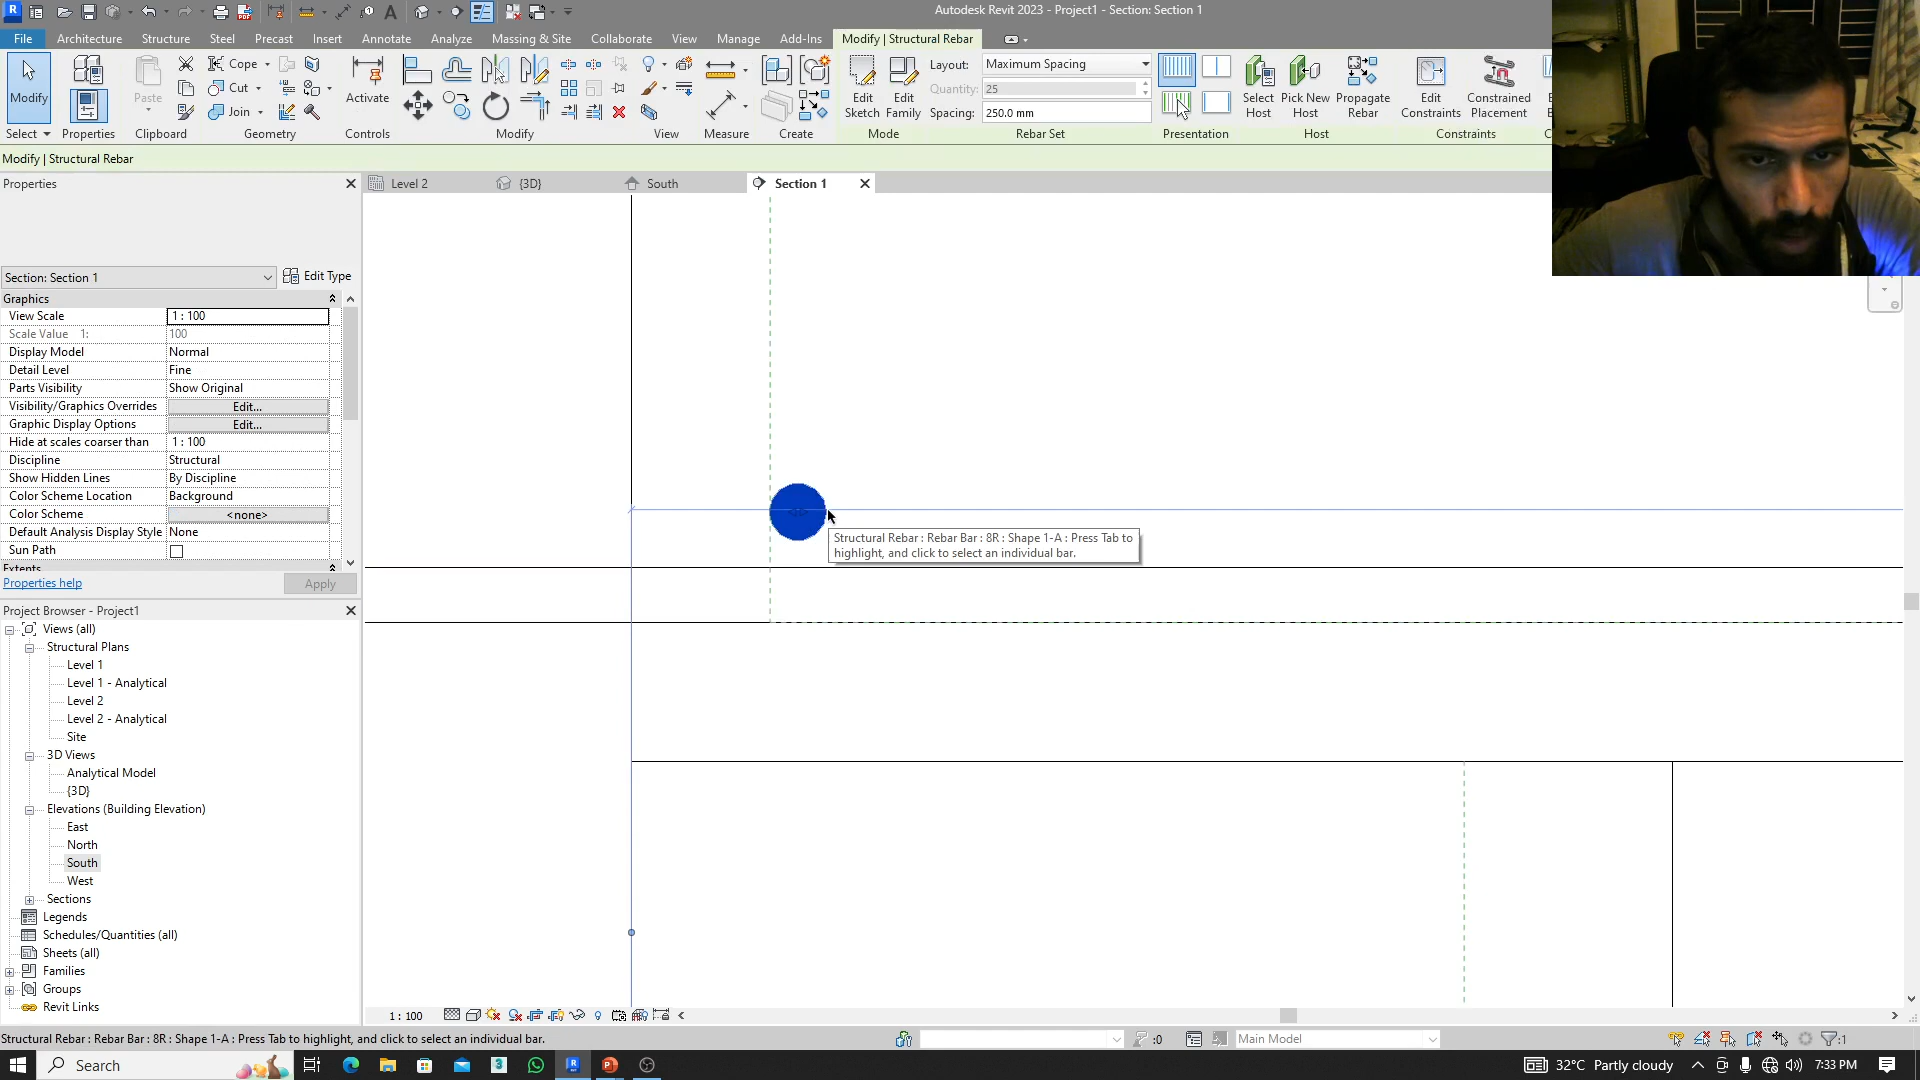 Autodesk Revit 2023 - Project1 - Section: Section 1
File Architecture Structure Steel Precast Insert Annotate Analyze Massing & Site Collaborate View Manage Add-Ins Modify | Structural Rebar
Modify
Select
Properties
Paste
Clipboard
Cope
Cut
Join
Geometry
Activate
Controls
Modify
View
Measure
Create
Edit Sketch
Edit Family
Mode
Layout: Maximum Spacing
Quantity: 25
Spacing: 250.0 mm
Rebar Set
Presentation
Select Host
Pick New Host
Propagate Rebar
Host
Edit Constraints
Constrained Placement
Constraints
Modify | Structural Rebar
Properties
Level 2 {3D} South Section 1
Section: Section 1
Edit Type
Graphics
View Scale 1 : 100
Scale Value 1: 100
Display Model Normal
Detail Level Fine
Parts Visibility Show Original
Visibility/Graphics Overrides Edit...
Graphic Display Options Edit...
Hide at scales coarser than 1 : 100
Discipline Structural
Show Hidden Lines By Discipline
Color Scheme Location Background
Color Scheme <none>
Default Analysis Display Style None
Sun Path
Extents
Properties help Apply
Structural Rebar : Rebar Bar : 8R : Shape 1-A : Press Tab to
highlight, and click to select an individual bar.
Project Browser - Project1
Views (all)
Structural Plans
Level 1
Level 1 - Analytical
Level 2
Level 2 - Analytical
Site
3D Views
Analytical Model
{3D}
Elevations (Building Elevation)
East
North
South
West
Sections
Legends
Schedules/Quantities (all)
Sheets (all)
Families
Groups
Revit Links
1 : 100
Structural Rebar : Rebar Bar : 8R : Shape 1-A : Press Tab to highlight, and click to select an individual bar.
:0
Main Model
:1
Search
32°C Partly cloudy
7:33 PM